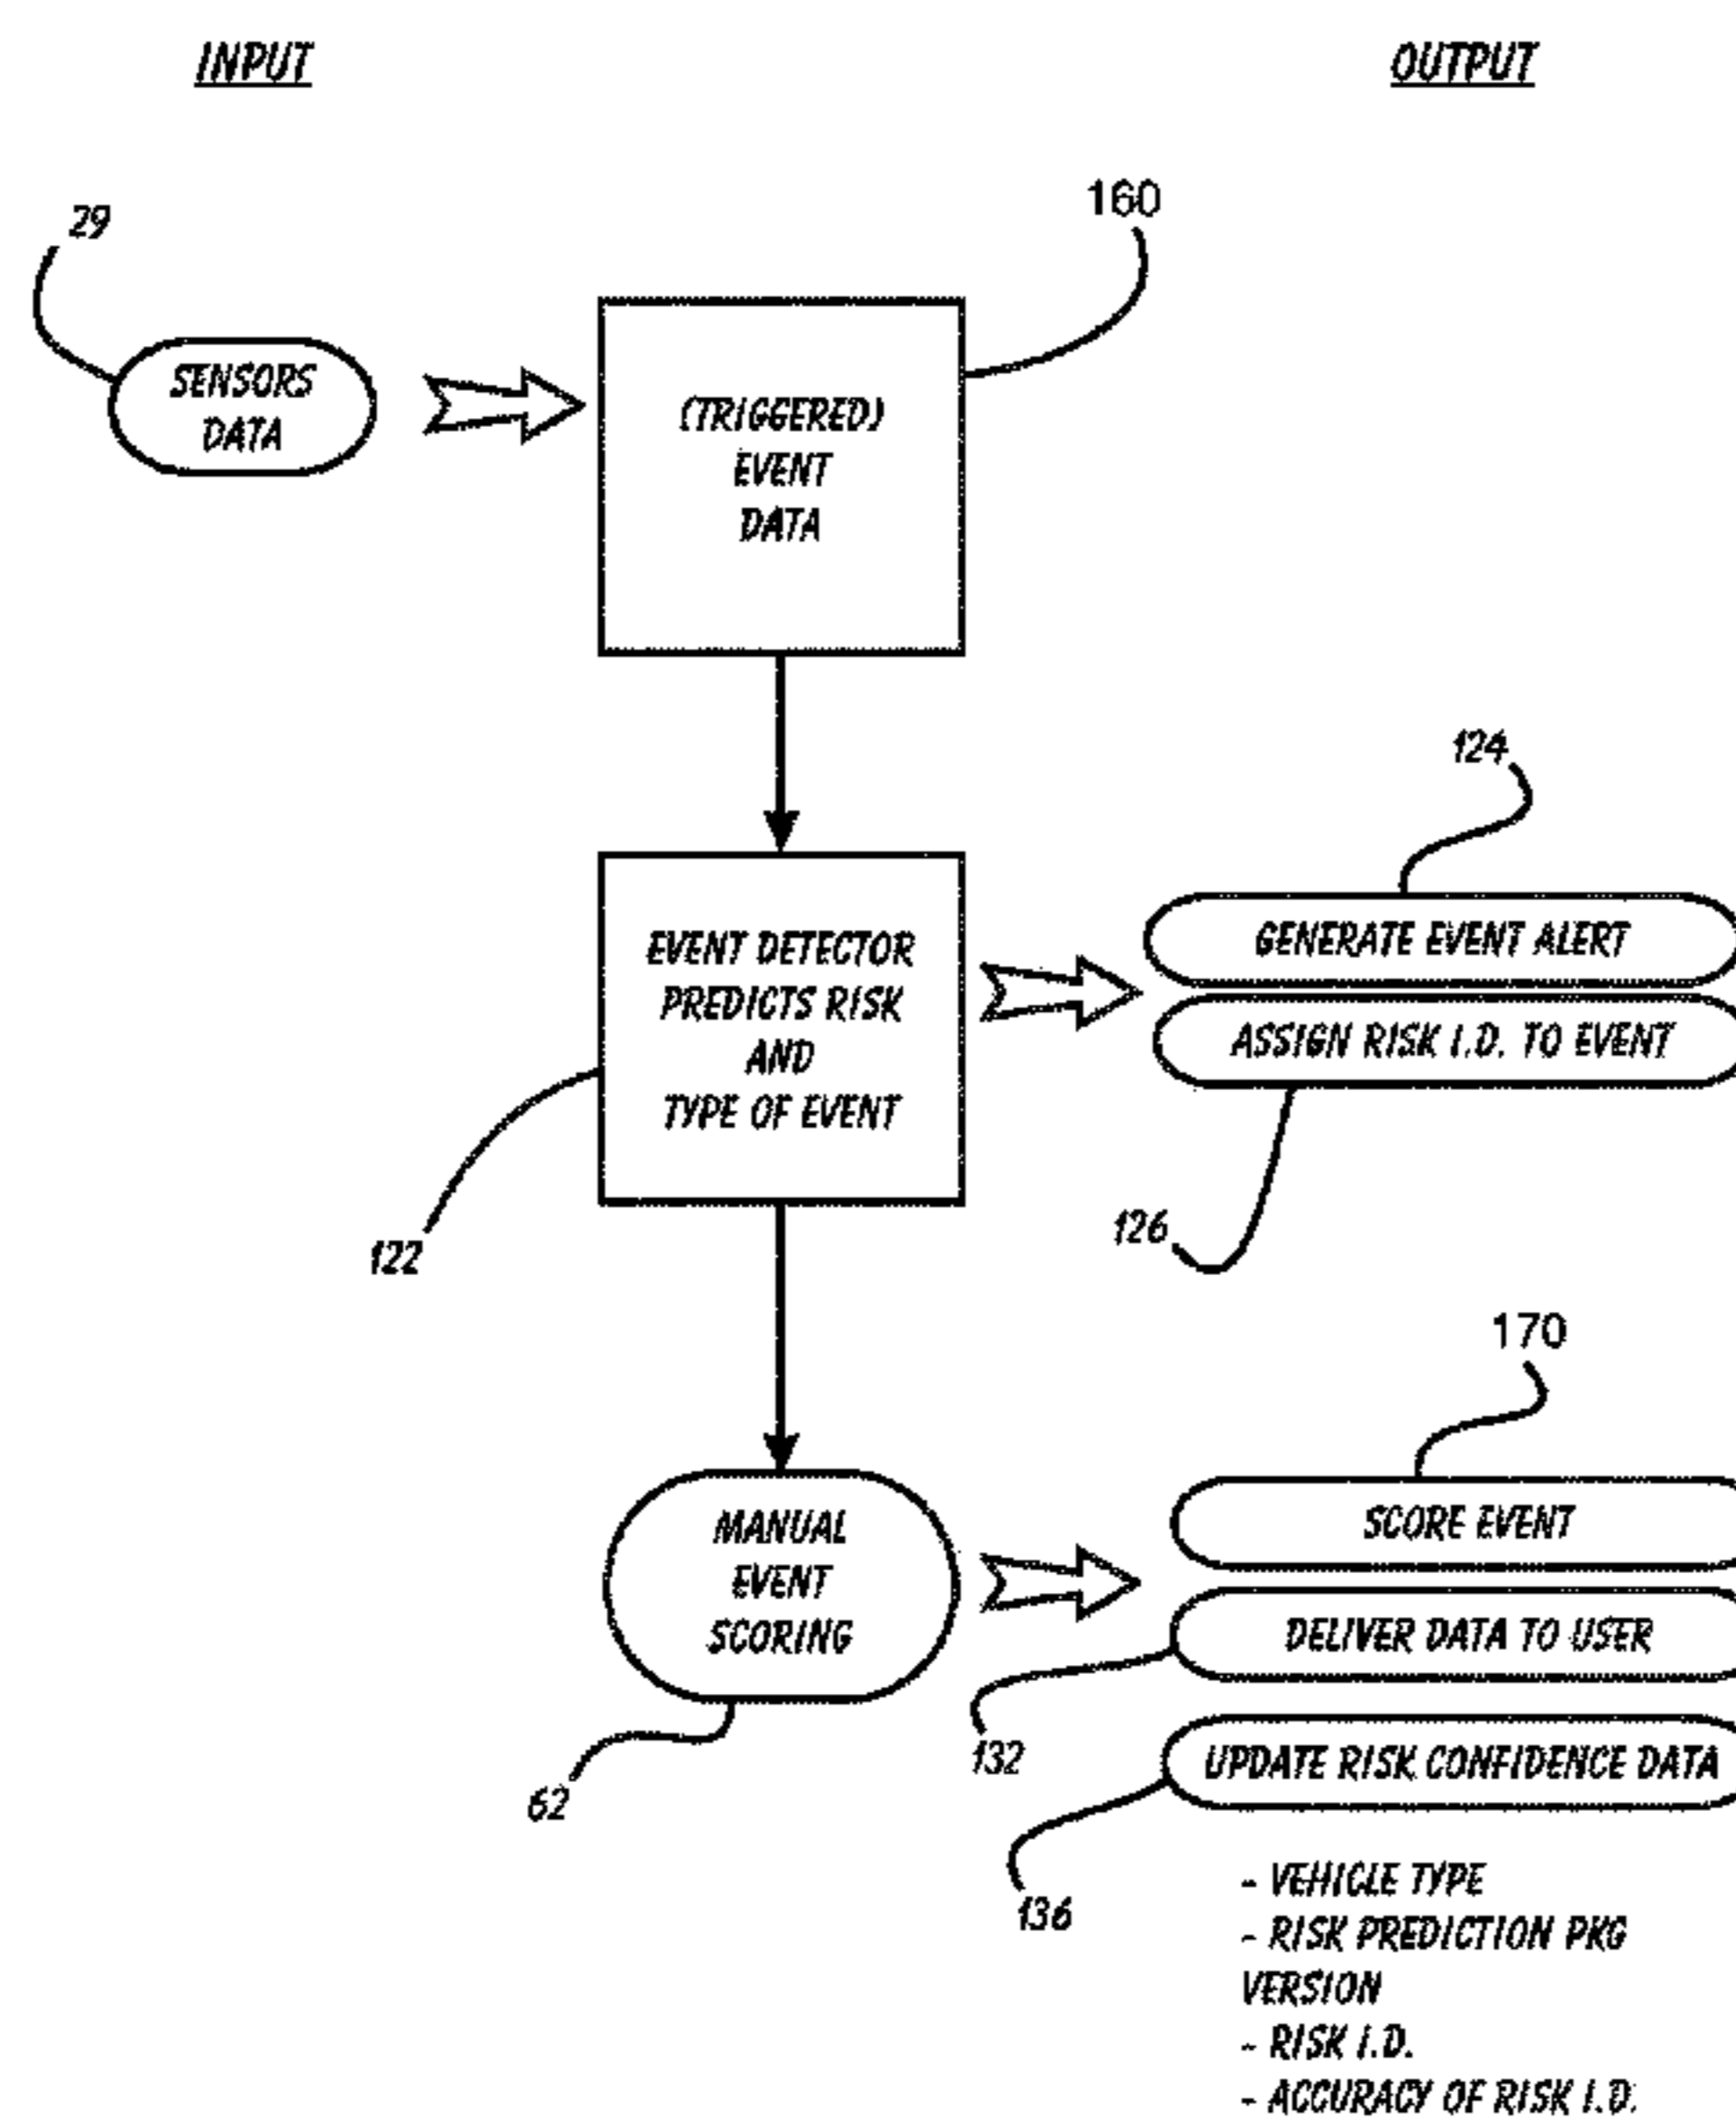 INPUT
OUTPUT
29
160
SENSORS
DATA
(TRIGGERED)
EVENT
DATA
124
GENERATE EVENT ALERT
EVENT DETECTOR
PREDICTS RISK
AND
TYPE OF EVENT
ASSIGN RISK I.D. TO EVENT
122
126
170
SCORE EVENT
MANUAL
EVENT
SCORING
DELIVER DATA TO USER
132
UPDATE RISK CONFIDENCE DATA
62
136
- VEHICLE TYPE
- RISK PREDICTION PKG
VERSION
- RISK I.D.
- ACCURACY OF RISK I.D.